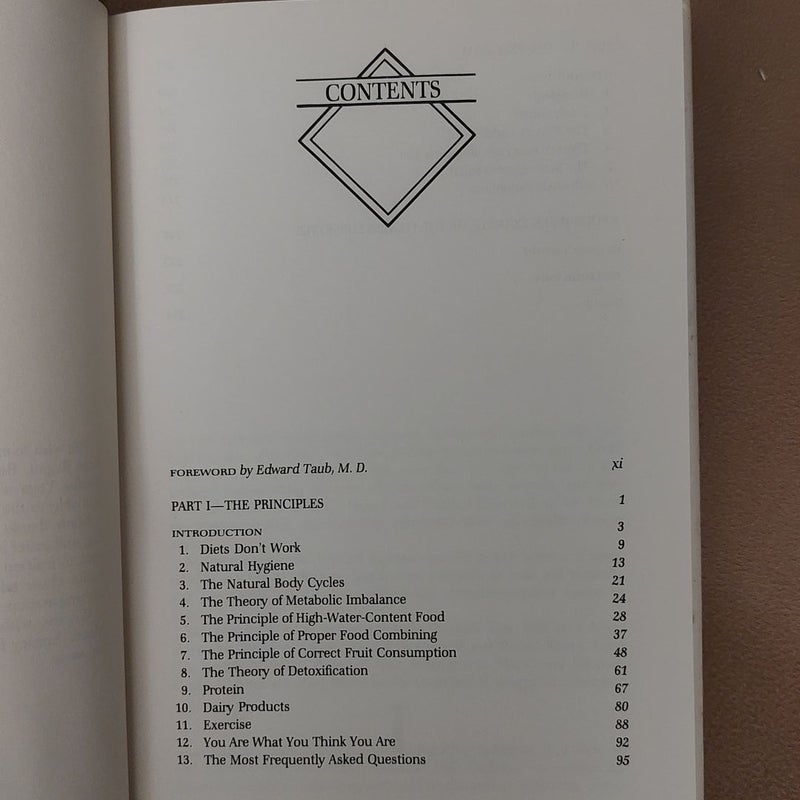 CONTENTS
FOREWORD by Edward Taub, M. D. xi
PART I—THE PRINCIPLES 1
INTRODUCTION 3
1. Diets Don't Work 9
2. Natural Hygiene 13
3. The Natural Body Cycles 21
4. The Theory of Metabolic Imbalance 24
5. The Principle of High-Water-Content Food 28
6. The Principle of Proper Food Combining 37
7. The Principle of Correct Fruit Consumption 48
8. The Theory of Detoxification 61
9. Protein 67
10. Dairy Products 80
11. Exercise 88
12. You Are What You Think You Are 92
13. The Most Frequently Asked Questions 95